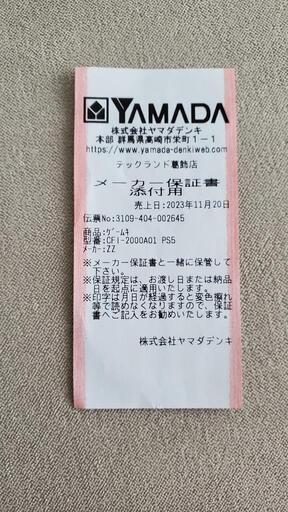 YAMADA
株式会社ヤマダデンキ
本部 群馬県高崎市栄町1-1
https://www.yamada-denkiweb.com
テックランド葛飾店
メーカー保証書
添付用
売上日:2023年11月20日
伝票No:3109-404-002645
商品:ｹﾞｰﾑｷ
型番:CFI-2000A01 PS5
ﾒｰｶｰ:ZZ
※メーカー保証書と一緒に保管して
下さい。
※保証規定は、お渡し日または納品
日を起点に適用いたします。
※印字は月日が経過すると変色擦れ
等で読めなくなりますので、保証
書へご記入をお勧めいたします。
株式会社ヤマダデンキ